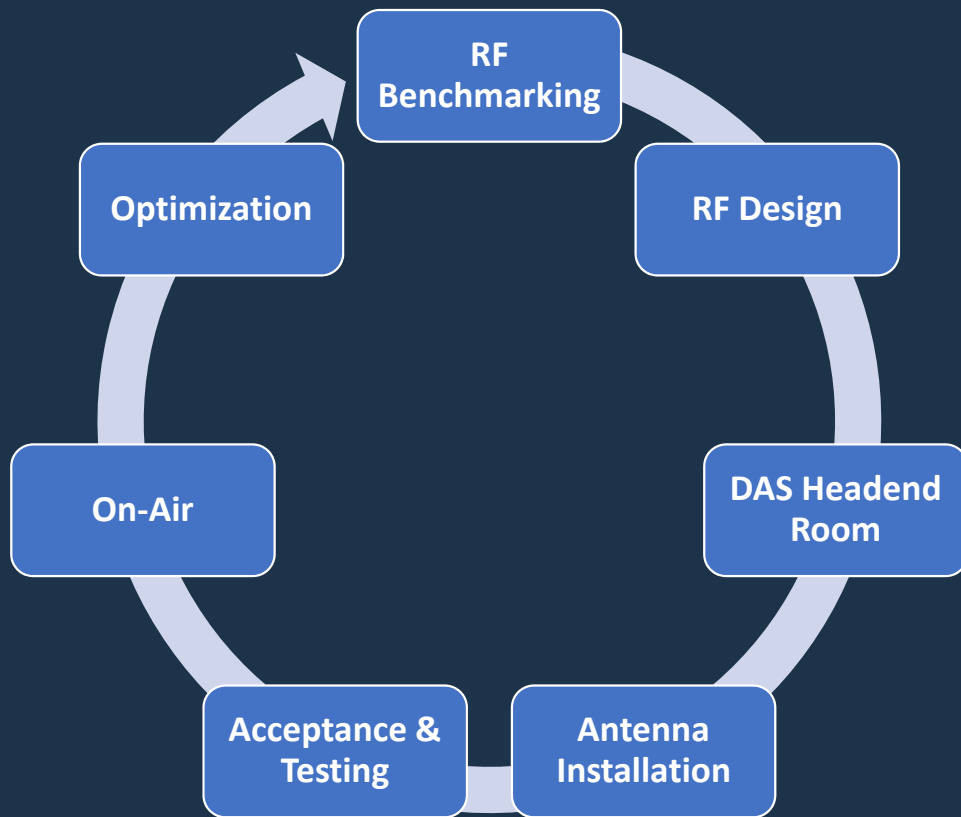 RF
Benchmarking
RF Design
DAS Headend
Room
Antenna
Installation
Acceptance &
Testing
On-Air
Optimization